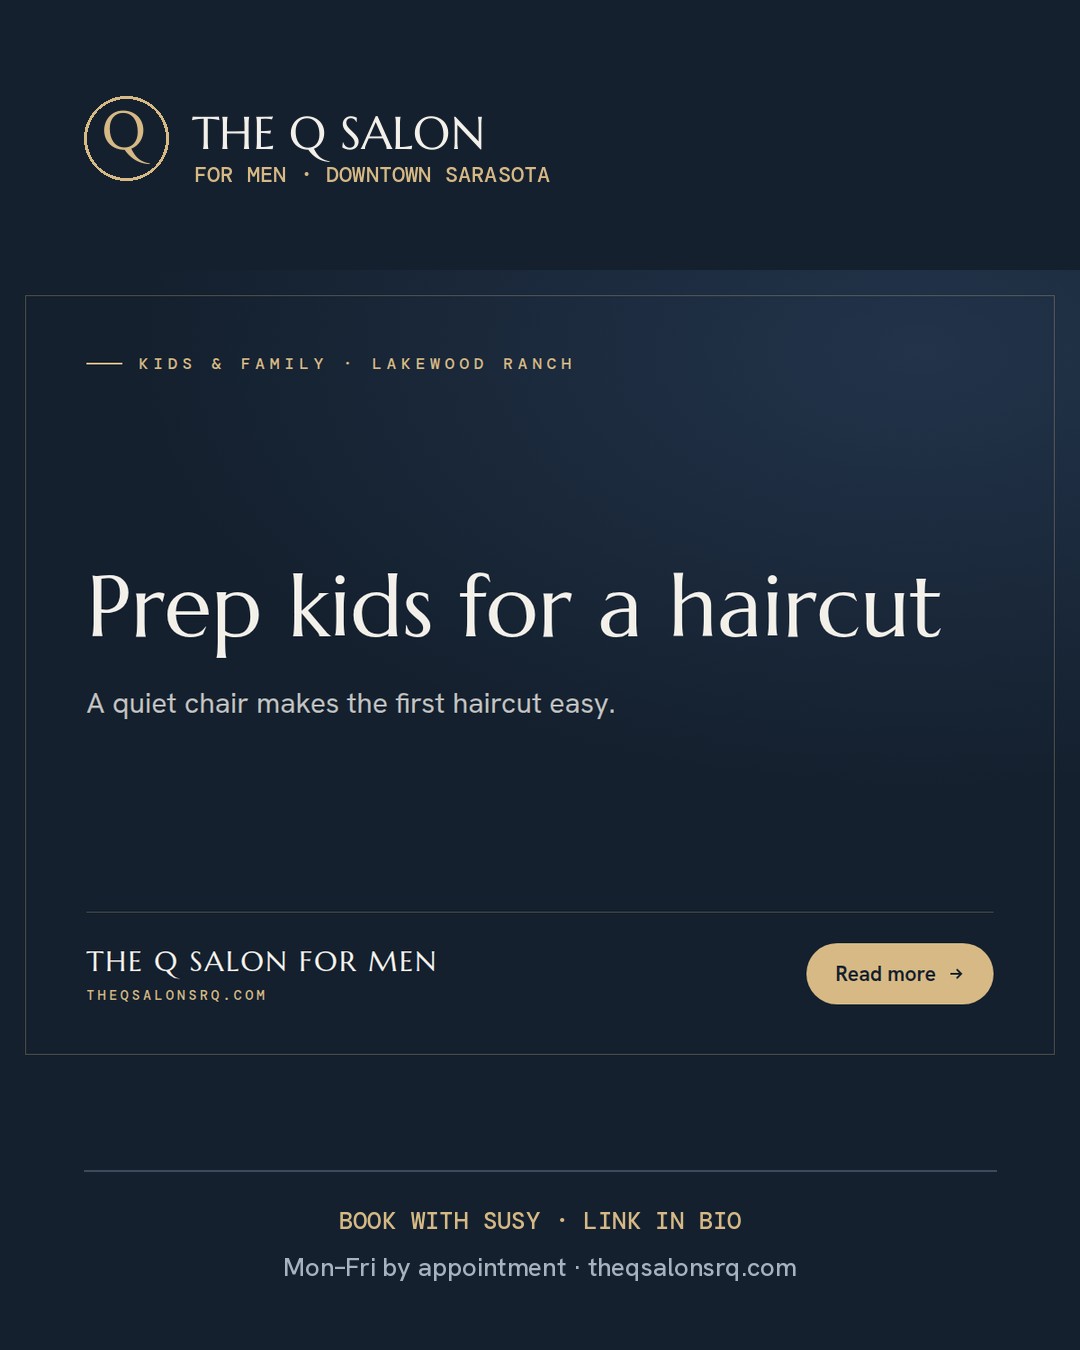 Q
THE Q SALON
FOR MEN · DOWNTOWN SARASOTA
KIDS & FAMILY · LAKEWOOD RANCH
Prep kids for a haircut
A quiet chair makes the first haircut easy.
THE Q SALON FOR MEN
THEQSALONSRQ.COM
Read more →
BOOK WITH SUSY · LINK IN BIO
Mon–Fri by appointment · theqsalonsrq.com